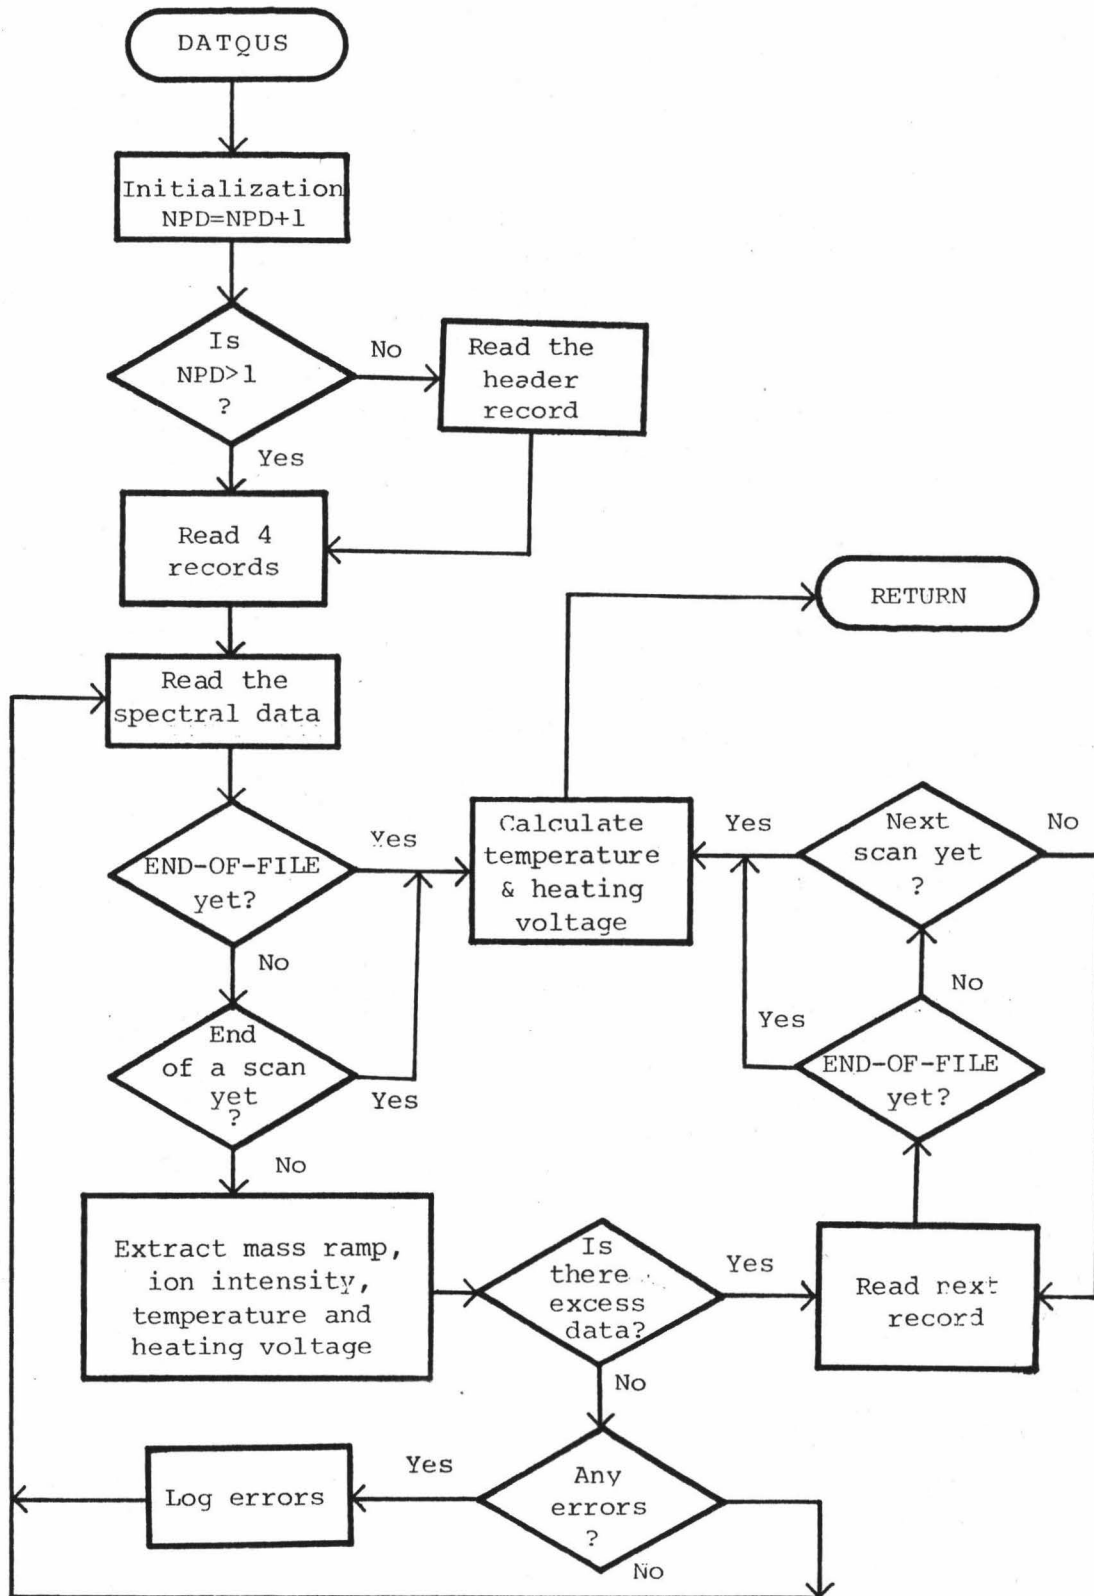 DATQUS
Initialization
NPD=NPD+1
Is
NPD>1
?
No
Read the
header
record
Yes
Read 4
records
RETURN
Read the
spectral data
END-OF-FILE
yet?
Yes
Calculate
temperature
& heating
voltage
Yes
Next
scan yet
?
No
No
End
of a scan
yet
?
Yes
No
Yes
END-OF-FILE
yet?
No
Extract mass ramp,
ion intensity,
temperature and
heating voltage
Is
there
excess
data?
Yes
Read next
record
No
Log errors
Yes
Any
errors
?
No